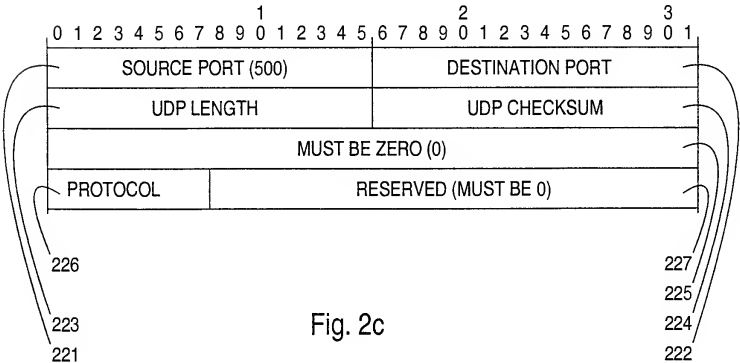 1 2 3
0 1 2 3 4 5 6 7 8 9 0 1 2 3 4 5 6 7 8 9 0 1 2 3 4 5 6 7 8 9 0 1
SOURCE PORT (500) DESTINATION PORT
UDP LENGTH UDP CHECKSUM
MUST BE ZERO (0)
PROTOCOL RESERVED (MUST BE 0)
226 227
225
223 224
221 222
Fig. 2c